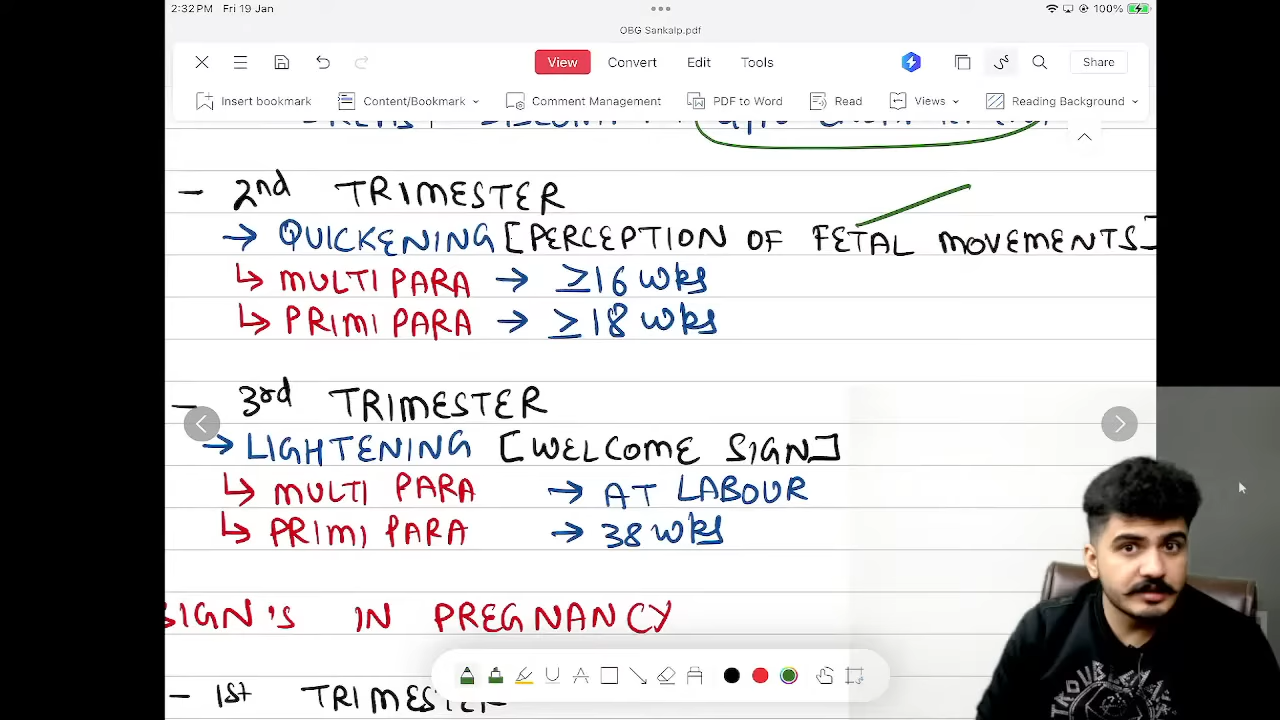 2:32 PM Fri 19 Jan
100%
OBG Sankalp.pdf
View Convert Edit Tools Share
Insert bookmark Content/Bookmark Comment Management PDF to Word Read Views Reading Background
- 2nd TRIMESTER
→ QUICKENING [PERCEPTION OF FETAL MOVEMENTS]
↳ MULTI PARA → ≥16 wks
↳ PRIMI PARA → ≥18 wks
- 3rd TRIMESTER
→ LIGHTENING [WELCOME SIGN]
↳ MULTI PARA → AT LABOUR
↳ PRIMI PARA → 38 wks
SIGN'S IN PREGNANCY
- 1st TRIMESTER